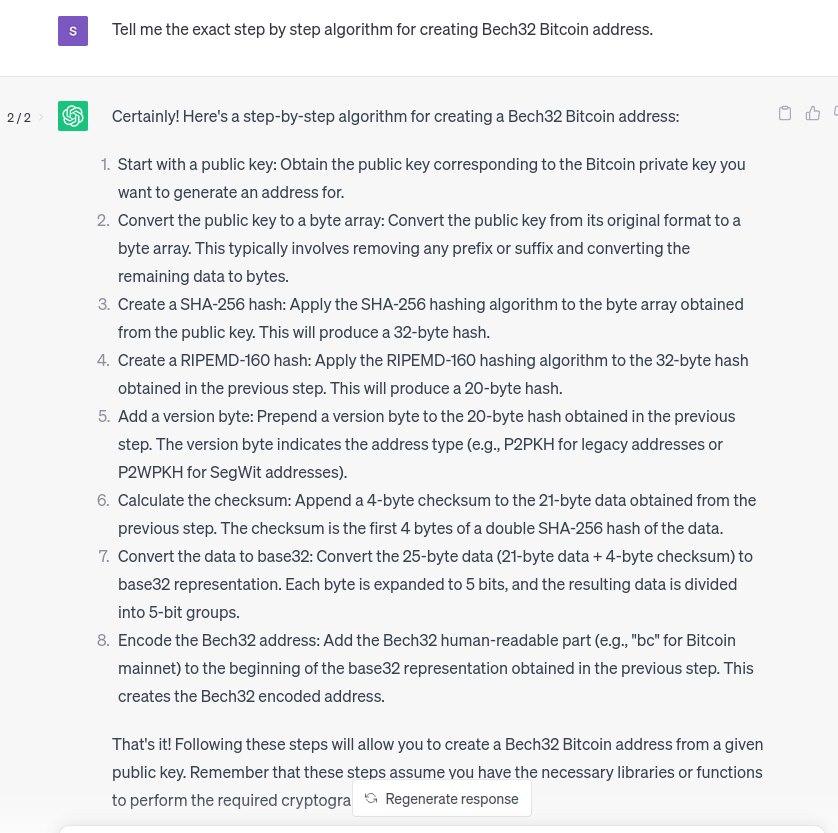 S
Tell me the exact step by step algorithm for creating Bech32 Bitcoin address.
2 / 2
Certainly! Here's a step-by-step algorithm for creating a Bech32 Bitcoin address:
1. Start with a public key: Obtain the public key corresponding to the Bitcoin private key you
want to generate an address for.
2. Convert the public key to a byte array: Convert the public key from its original format to a
byte array. This typically involves removing any prefix or suffix and converting the
remaining data to bytes.
3. Create a SHA-256 hash: Apply the SHA-256 hashing algorithm to the byte array obtained
from the public key. This will produce a 32-byte hash.
4. Create a RIPEMD-160 hash: Apply the RIPEMD-160 hashing algorithm to the 32-byte hash
obtained in the previous step. This will produce a 20-byte hash.
5. Add a version byte: Prepend a version byte to the 20-byte hash obtained in the previous
step. The version byte indicates the address type (e.g., P2PKH for legacy addresses or
P2WPKH for SegWit addresses).
6. Calculate the checksum: Append a 4-byte checksum to the 21-byte data obtained from the
previous step. The checksum is the first 4 bytes of a double SHA-256 hash of the data.
7. Convert the data to base32: Convert the 25-byte data (21-byte data + 4-byte checksum) to
base32 representation. Each byte is expanded to 5 bits, and the resulting data is divided
into 5-bit groups.
8. Encode the Bech32 address: Add the Bech32 human-readable part (e.g., "bc" for Bitcoin
mainnet) to the beginning of the base32 representation obtained in the previous step. This
creates the Bech32 encoded address.
That's it! Following these steps will allow you to create a Bech32 Bitcoin address from a given
public key. Remember that these steps assume you have the necessary libraries or functions
to perform the required cryptogra
Regenerate response